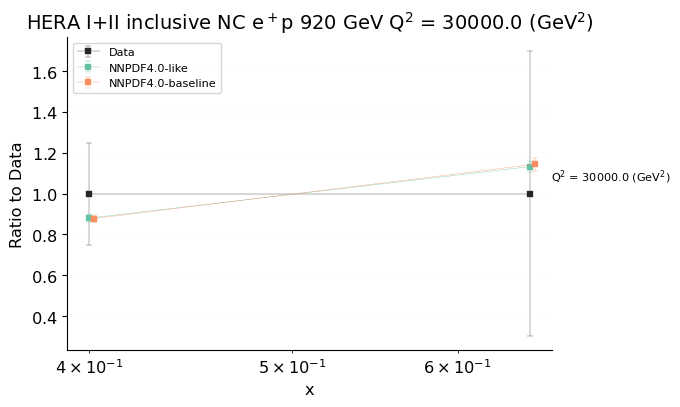 HERA I+II inclusive NC e⁺p 920 GeV Q² = 30000.0 (GeV²)
Data
NNPDF4.0-like
NNPDF4.0-baseline
1.6
1.4
1.2
1.0
0.8
0.6
0.4
Ratio to Data
Q² = 30000.0 (GeV²)
4 × 10⁻¹
5 × 10⁻¹
6 × 10⁻¹
x